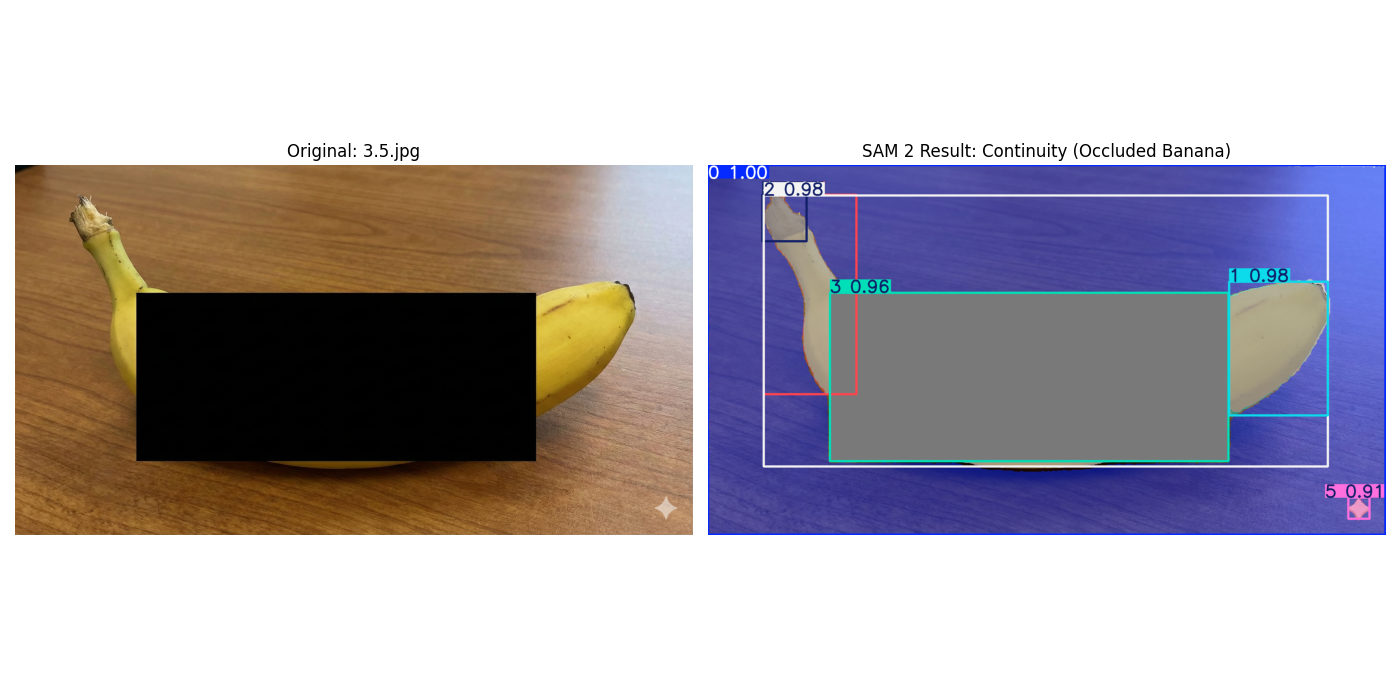 Original: 3.5.jpg
SAM 2 Result: Continuity (Occluded Banana)
0 1.00
2 0.98
1 0.98
3 0.96
5 0.91